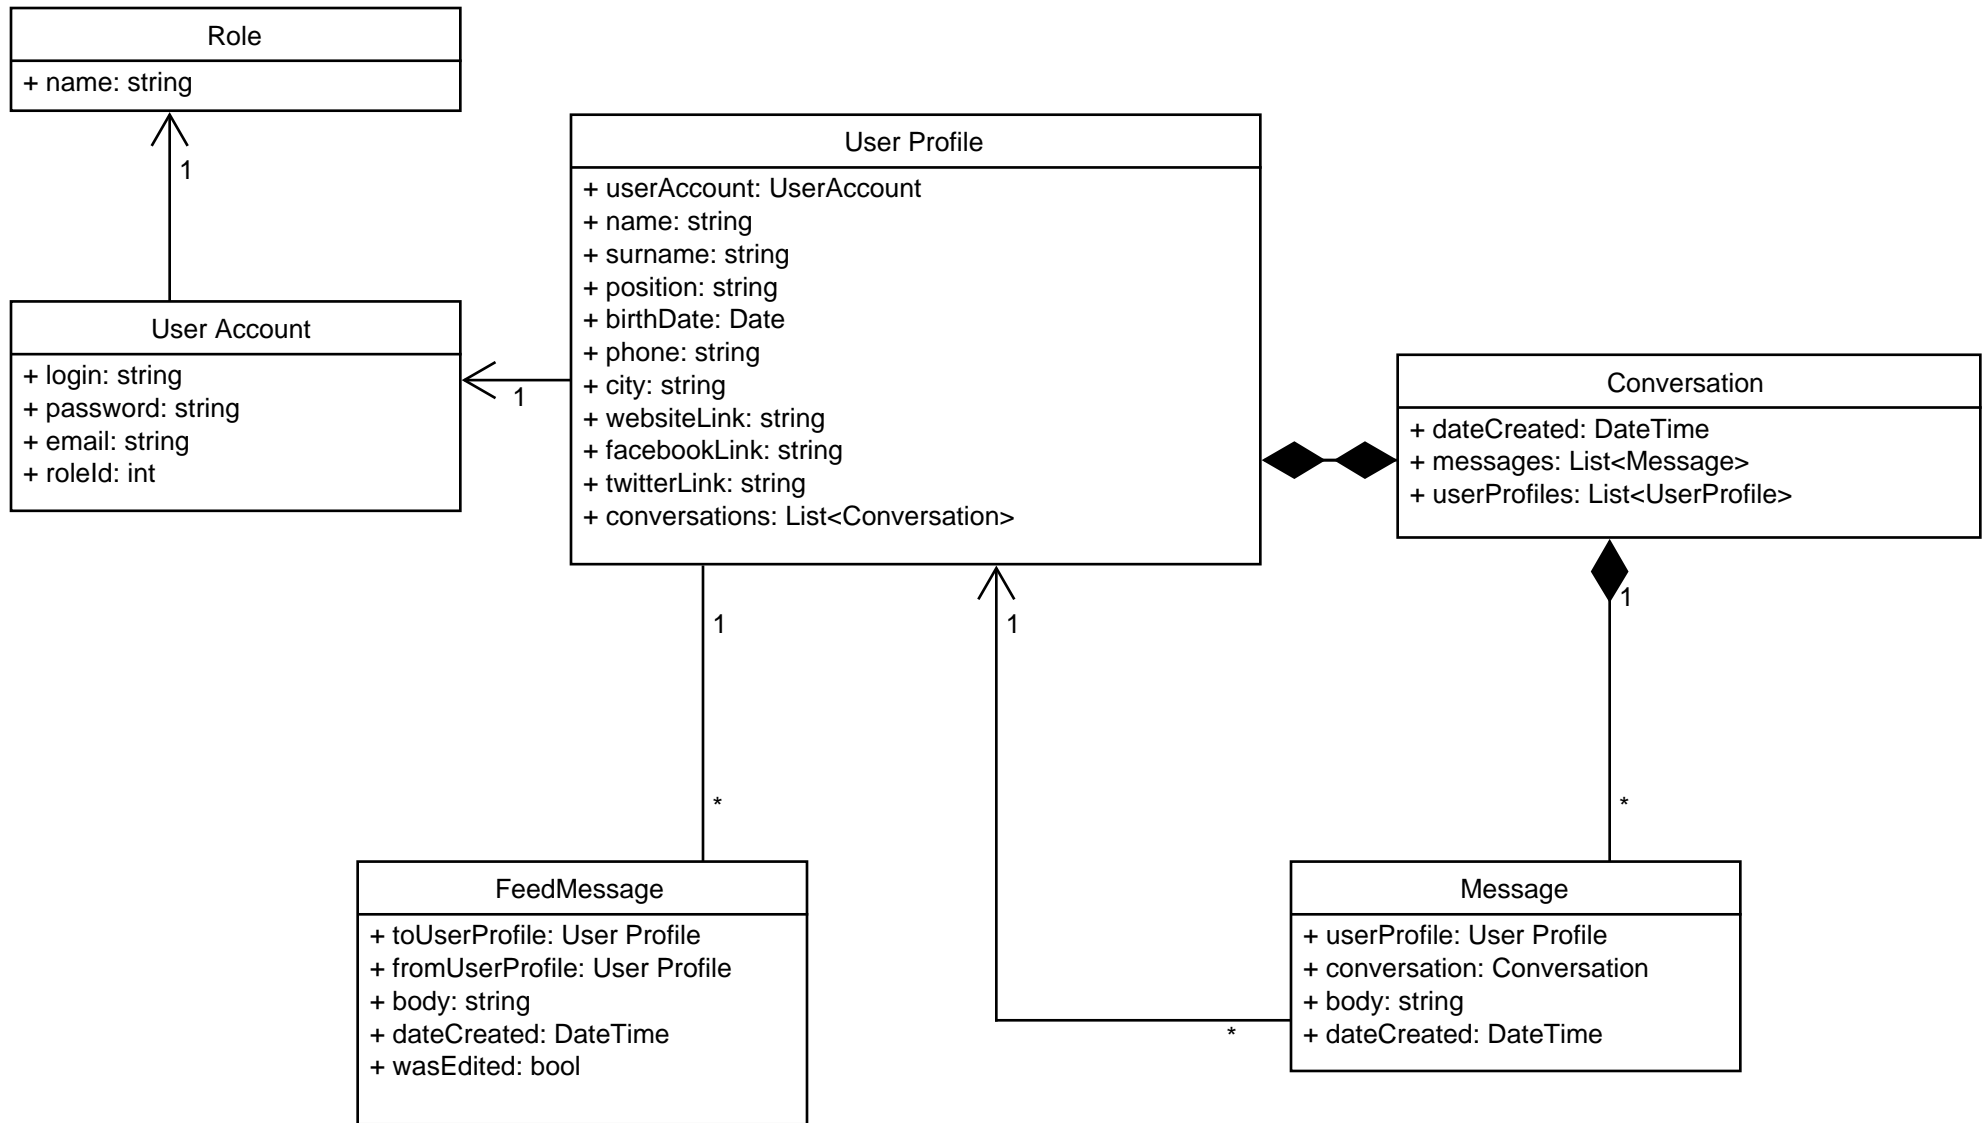 Role
+ name: string
1
User Account
+ login: string
+ password: string
+ email: string
+ roleId: int
1
User Profile
+ userAccount: UserAccount
+ name: string
+ surname: string
+ position: string
+ birthDate: Date
+ phone: string
+ city: string
+ websiteLink: string
+ facebookLink: string
+ twitterLink: string
+ conversations: List<Conversation>
Conversation
+ dateCreated: DateTime
+ messages: List<Message>
+ userProfiles: List<UserProfile>
1
1
1
*
*
FeedMessage
+ toUserProfile: User Profile
+ fromUserProfile: User Profile
+ body: string
+ dateCreated: DateTime
+ wasEdited: bool
*
Message
+ userProfile: User Profile
+ conversation: Conversation
+ body: string
+ dateCreated: DateTime